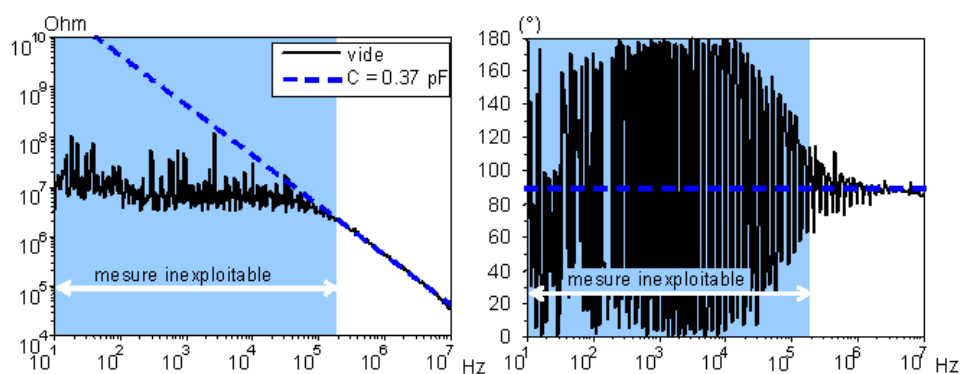 Ohm
10^10
10^9
10^8
10^7
10^6
10^5
10^4
vide
C = 0.37 pF
mesure inexploitable
10^1 10^2 10^3 10^4 10^5 10^6 10^7 Hz
(°)
180
160
140
120
100
80
60
40
20
0
mesure inexploitable
10^1 10^2 10^3 10^4 10^5 10^6 10^7 Hz